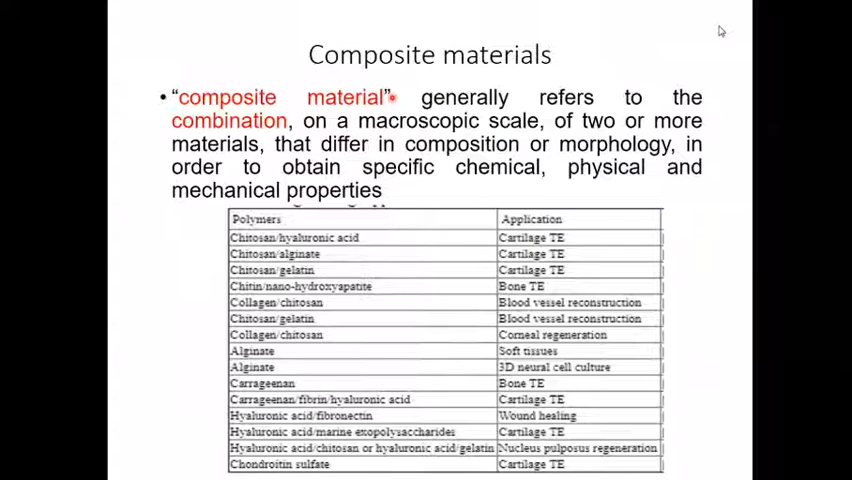 Composite materials
• “composite material” generally refers to the
combination, on a macroscopic scale, of two or more
materials, that differ in composition or morphology, in
order to obtain specific chemical, physical and
mechanical properties
Polymers Application
Chitosan/hyaluronic acid Cartilage TE
Chitosan/alginate Cartilage TE
Chitosan/gelatin Cartilage TE
Chitin/nano-hydroxyapatite Bone TE
Collagen/chitosan Blood vessel reconstruction
Chitosan/gelatin Blood vessel reconstruction
Collagen/chitosan Corneal regeneration
Alginate Soft tissues
Alginate 3D neural cell culture
Carrageenan Bone TE
Carrageenan/fibrin/hyaluronic acid Cartilage TE
Hyaluronic acid/fibronectin Wound healing
Hyaluronic acid/marine exopolysaccharides Cartilage TE
Hyaluronic acid/chitosan or hyaluronic acid/gelatin Nucleus pulposus regeneration
Chondroitin sulfate Cartilage TE